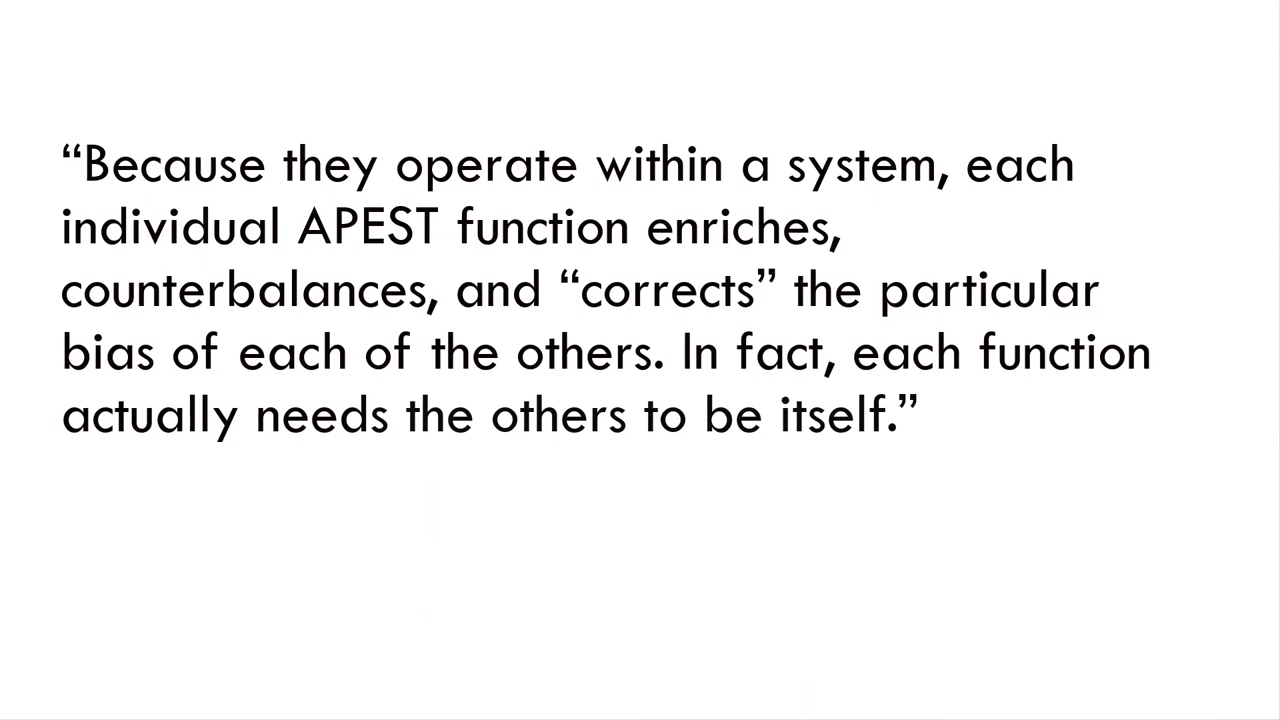 “Because they operate within a system, each
individual APEST function enriches,
counterbalances, and “corrects” the particular
bias of each of the others. In fact, each function
actually needs the others to be itself.”